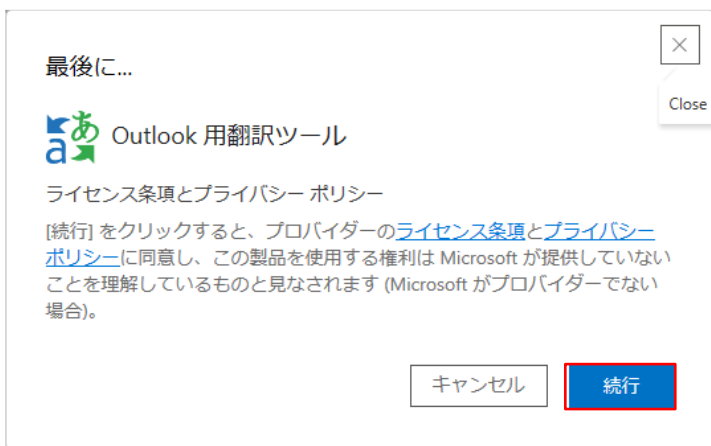 最後に...
Close
あ
a
Outlook 用翻訳ツール
ライセンス条項とプライバシー ポリシー
[続行] をクリックすると、プロバイダーのライセンス条項とプライバシー
ポリシーに同意し、この製品を使用する権利は Microsoft が提供していない
ことを理解しているものと見なされます (Microsoft がプロバイダーでない
場合)。
キャンセル
続行